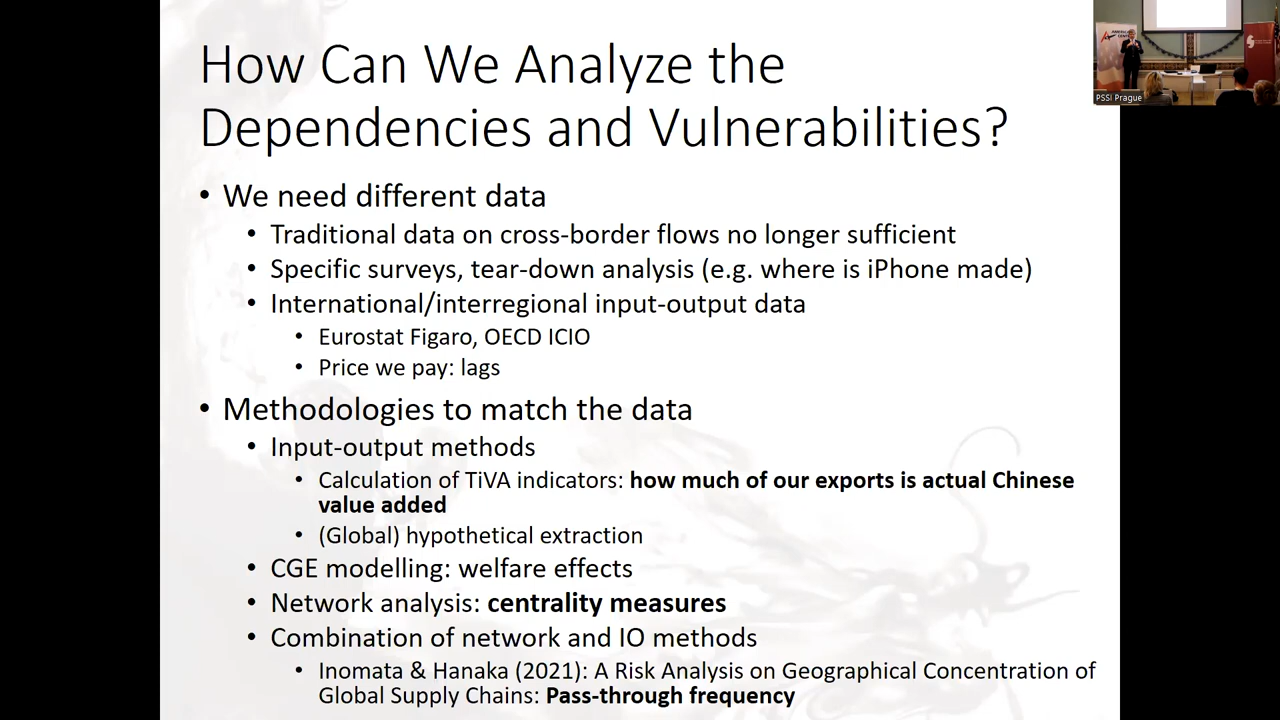 How Can We Analyze the
Dependencies and Vulnerabilities?
• We need different data
• Traditional data on cross-border flows no longer sufficient
• Specific surveys, tear-down analysis (e.g. where is iPhone made)
• International/interregional input-output data
• Eurostat Figaro, OECD ICIO
• Price we pay: lags
• Methodologies to match the data
• Input-output methods
• Calculation of TiVA indicators: how much of our exports is actual Chinese
value added
• (Global) hypothetical extraction
• CGE modelling: welfare effects
• Network analysis: centrality measures
• Combination of network and IO methods
• Inomata & Hanaka (2021): A Risk Analysis on Geographical Concentration of
Global Supply Chains: Pass-through frequency
PSSI Prague